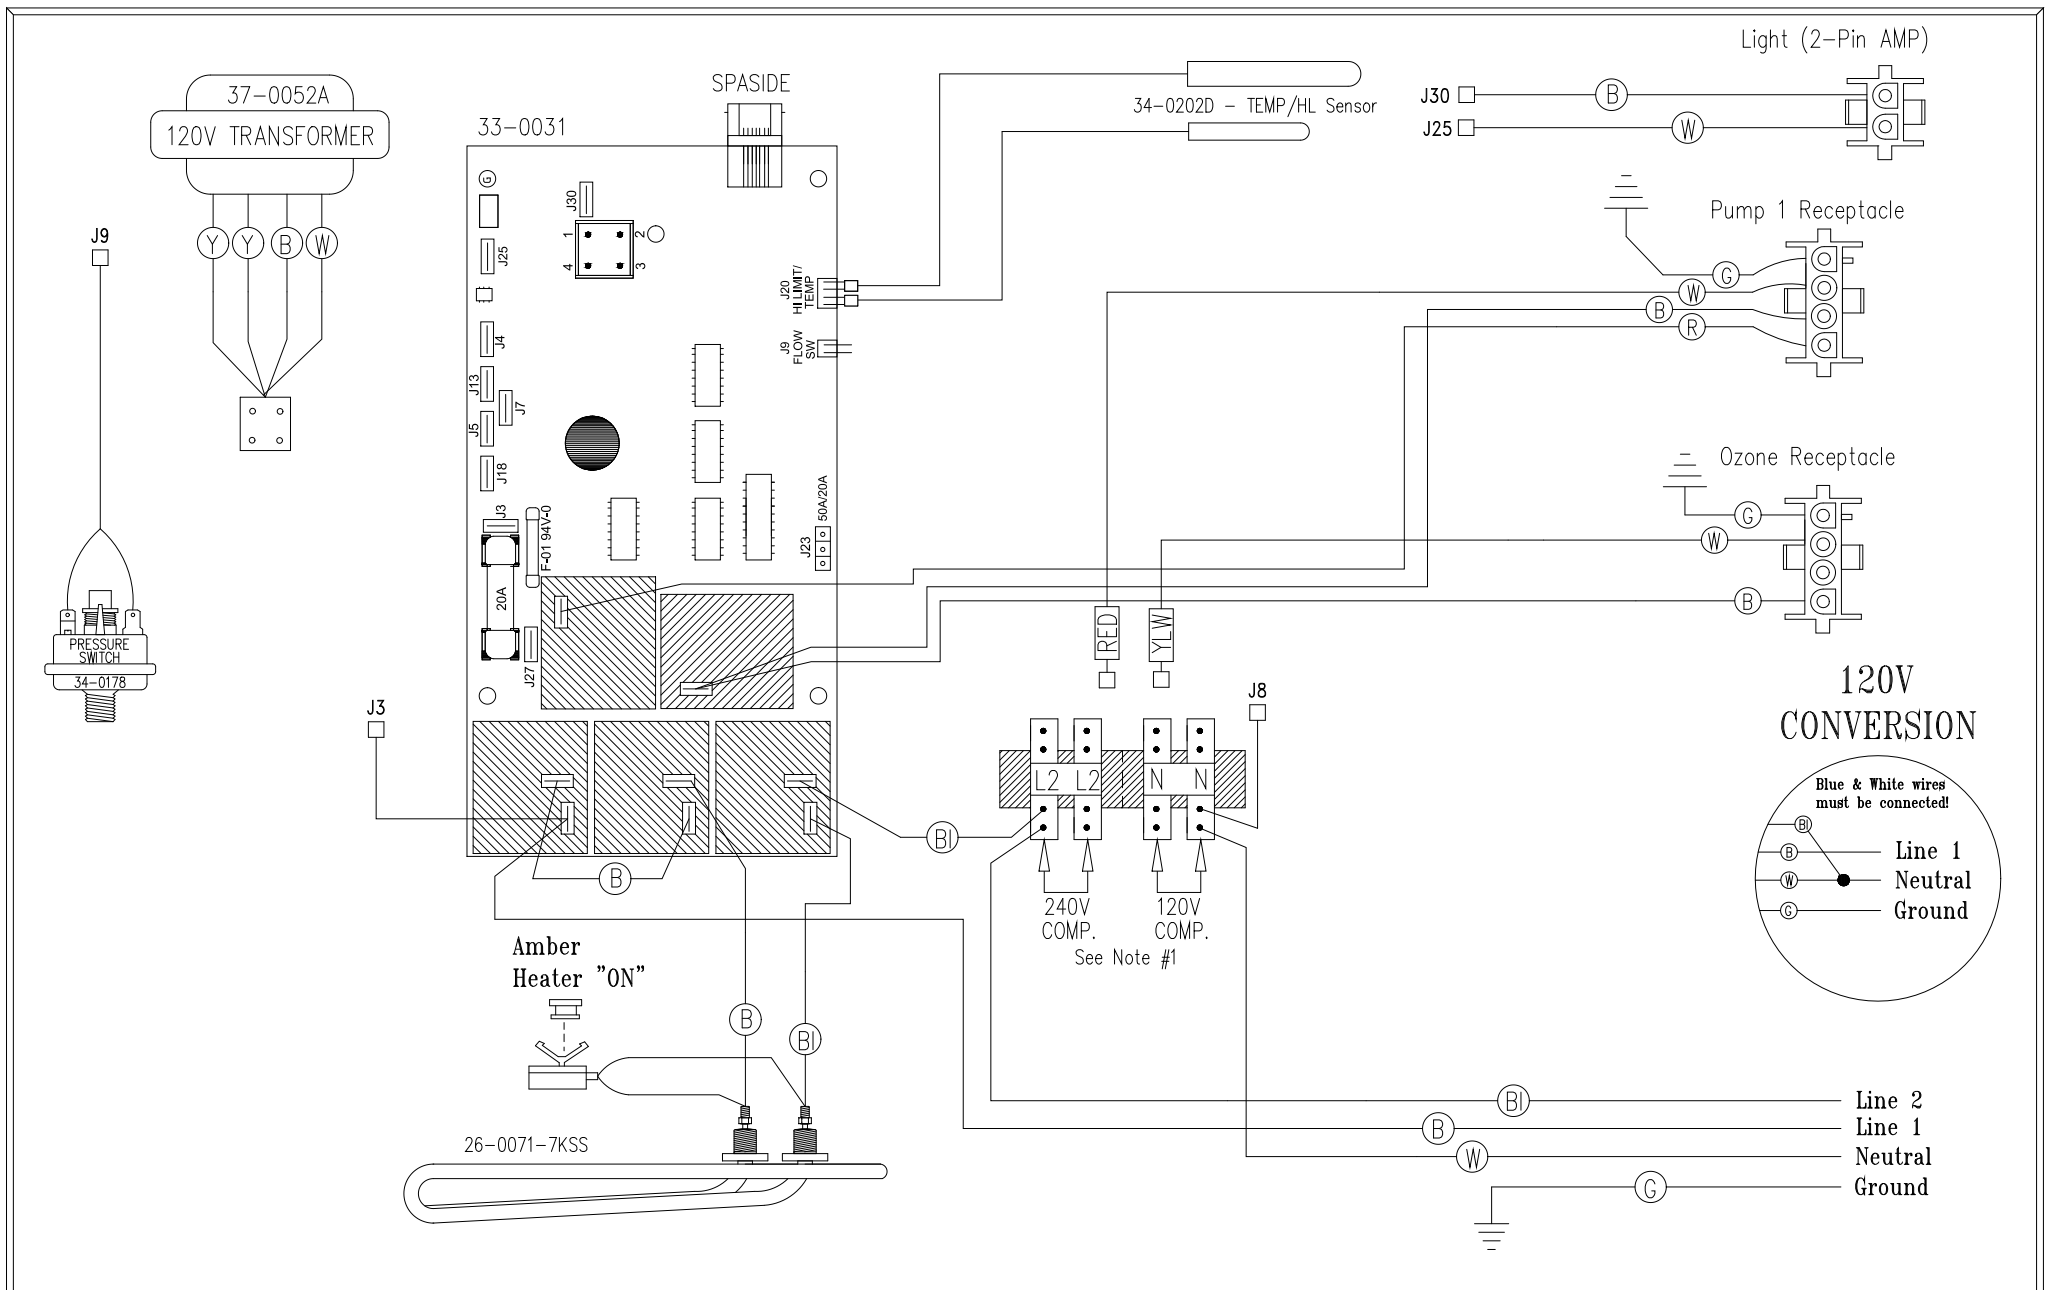 Light (2-Pin AMP)
37-0052A
120V TRANSFORMER
SPASIDE
33-0031
34-0202D - TEMP/HL Sensor
J30
B
J25
W
Pump 1 Receptacle
G
W
B
R
J9
Y
Y
B
W
G
J30
J25
1
2
4
3
J20
HI LIMIT/
TEMP
J9
FLOW
SW
J4
J13
J7
J5
J18
J3
F-01 94V-0
20A
J27
J23
50A/20A
Ozone Receptacle
G
W
B
RED
YLW
PRESSURE
SWITCH
34-0178
J3
J8
L2
L2
N
N
BI
B
240V
COMP.
120V
COMP.
See Note #1
120V
CONVERSION
Blue & White wires
must be connected!
BI
B
Line 1
W
Neutral
G
Ground
Amber
Heater "ON"
B
BI
26-0071-7KSS
BI
Line 2
B
Line 1
W
Neutral
G
Ground